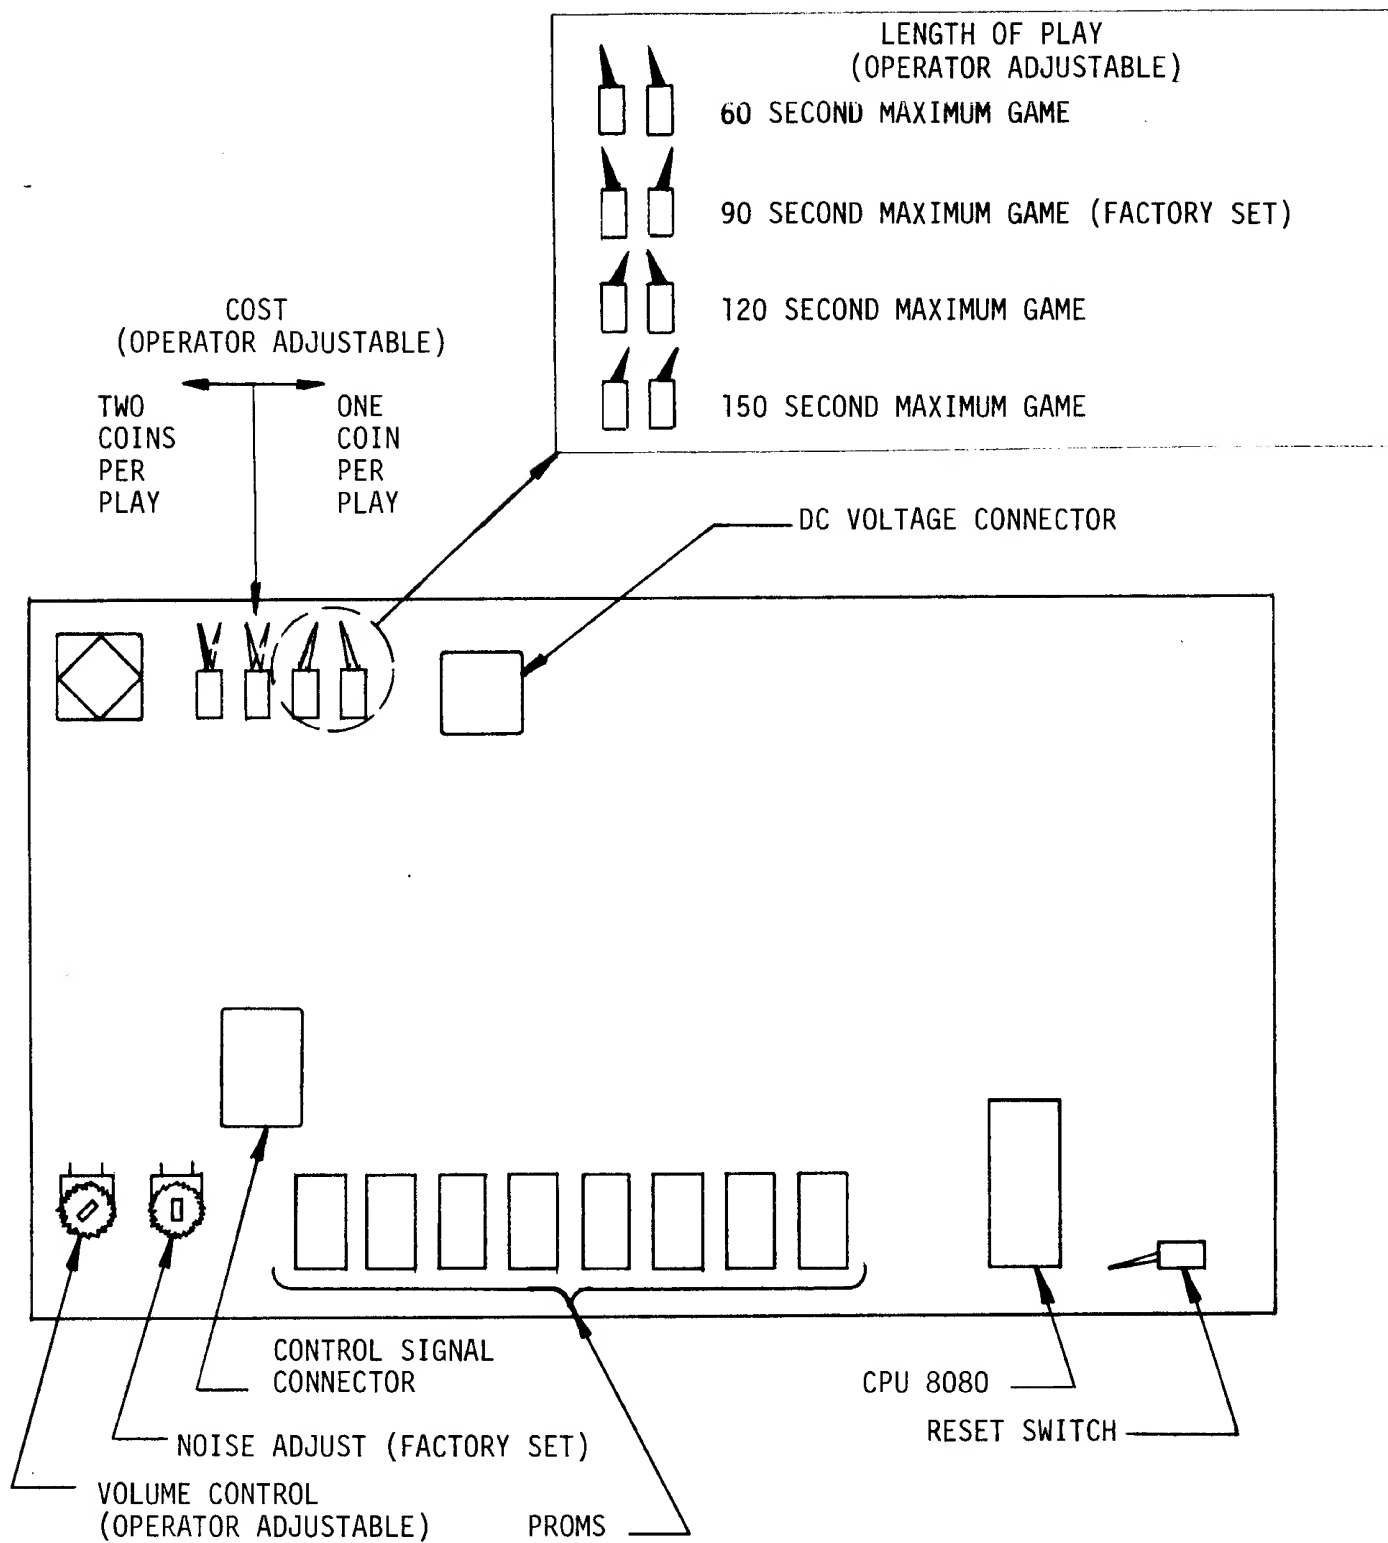 LENGTH OF PLAY
(OPERATOR ADJUSTABLE)
60 SECOND MAXIMUM GAME
90 SECOND MAXIMUM GAME (FACTORY SET)
120 SECOND MAXIMUM GAME
150 SECOND MAXIMUM GAME
COST
(OPERATOR ADJUSTABLE)
TWO
COINS
PER
PLAY
ONE
COIN
PER
PLAY
DC VOLTAGE CONNECTOR
CONTROL SIGNAL
CONNECTOR
CPU 8080
RESET SWITCH
NOISE ADJUST (FACTORY SET)
VOLUME CONTROL
(OPERATOR ADJUSTABLE)
PROMS